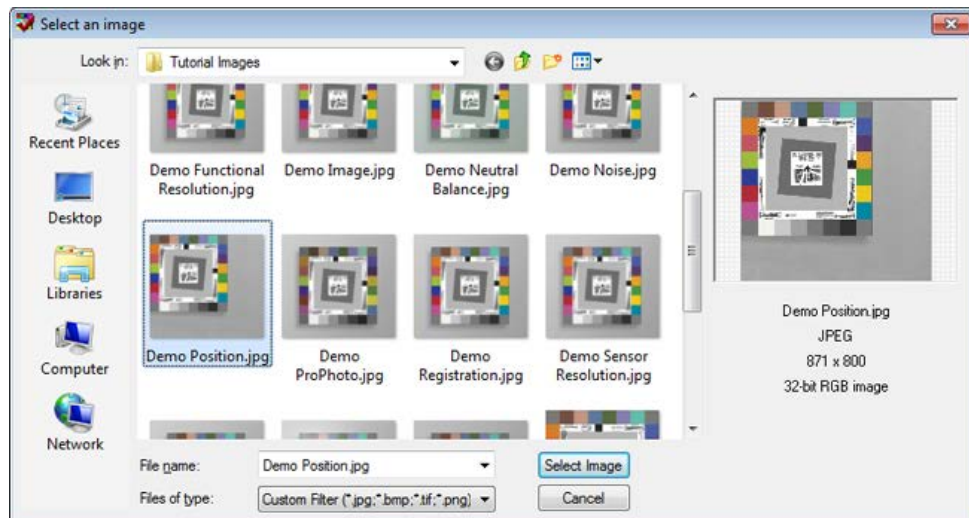 Select an image
Look in:
Tutorial Images
Recent Places
Desktop
Libraries
Computer
Network
Demo Functional
Resolution.jpg
Demo Image.jpg
Demo Neutral
Balance.jpg
Demo Noise.jpg
Demo Position.jpg
Demo
ProPhoto.jpg
Demo
Registration.jpg
Demo Sensor
Resolution.jpg
Demo Position.jpg
JPEG
871 x 800
32-bit RGB image
File name:
Demo Position.jpg
Select Image
Files of type:
Custom Filter (*.jpg;*.bmp;*.tif;*.png)
Cancel